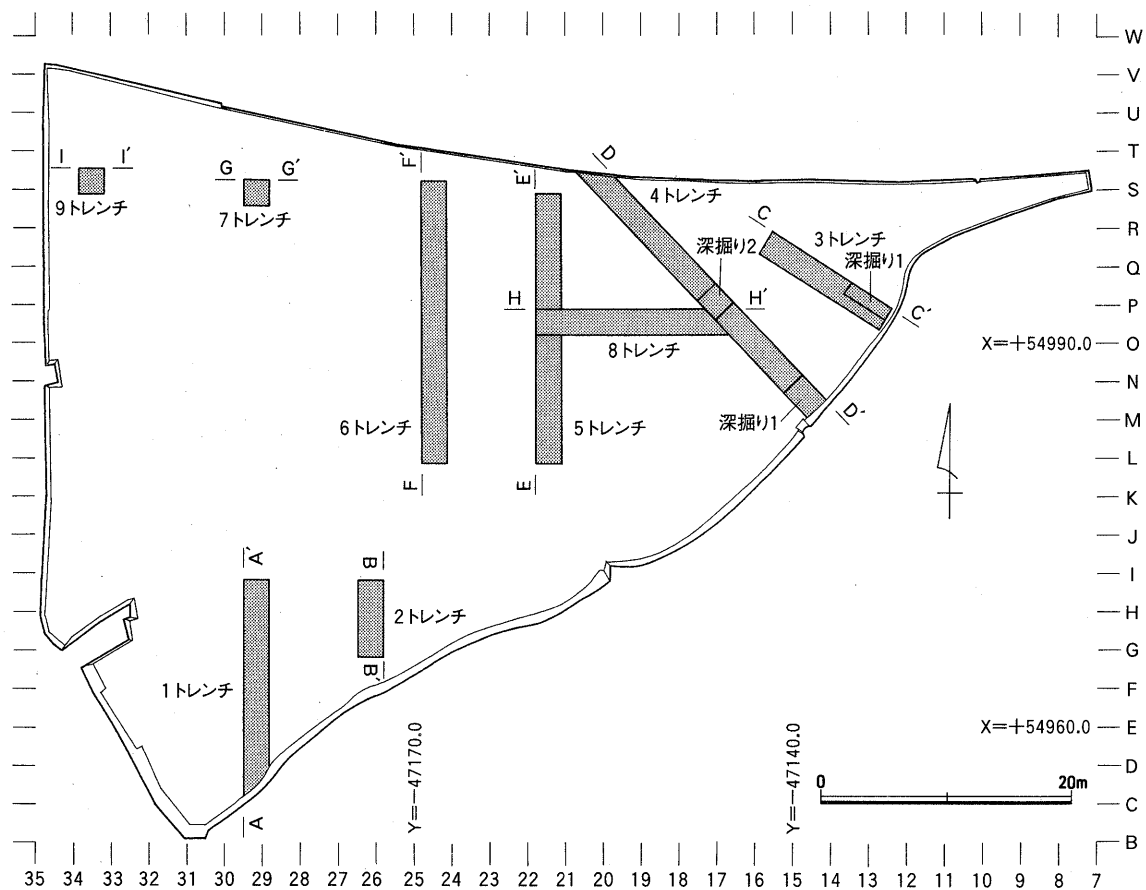 W
V
U
T
S
R
Q
P
O
N
M
L
K
J
I
H
G
F
E
D
C
B
I I′
9トレンチ
G G′
7トレンチ
F′
E′
D
4トレンチ
C
3トレンチ
深掘り2
深掘り1
H H′
C′
8トレンチ
X=+54990.0
6トレンチ
5トレンチ
深掘り1
D′
F
E
A′
B
2トレンチ
B′
1トレンチ
A
Y=-47170.0
Y=-47140.0
X=+54960.0
0 20m
35 34 33 32 31 30 29 28 27 26 25 24 23 22 21 20 19 18 17 16 15 14 13 12 11 10 9 8 7